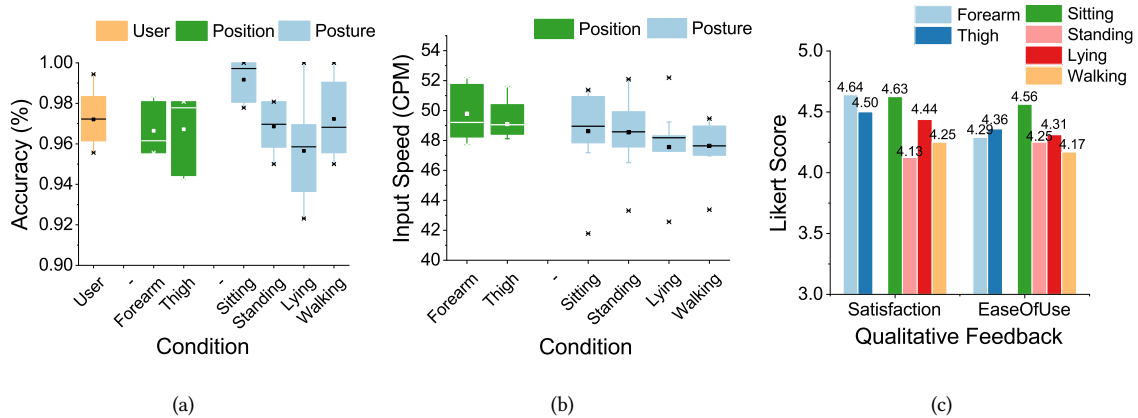 User Position Posture
Accuracy (%)
1.00
0.98
0.96
0.94
0.92
0.90
User - Forearm Thigh - Sitting Standing Lying Walking
Condition
(a)
Position Posture
Input Speed (CPM)
54
52
50
48
46
44
42
40
Forearm Thigh - Sitting Standing Lying Walking
Condition
(b)
Forearm Sitting
Thigh Standing
Lying
Walking
Likert Score
5.0
4.5
4.0
3.5
3.0
4.64 4.50 4.63 4.13 4.44 4.25
4.29 4.36 4.56 4.25 4.31 4.17
Satisfaction EaseOfUse
Qualitative Feedback
(c)